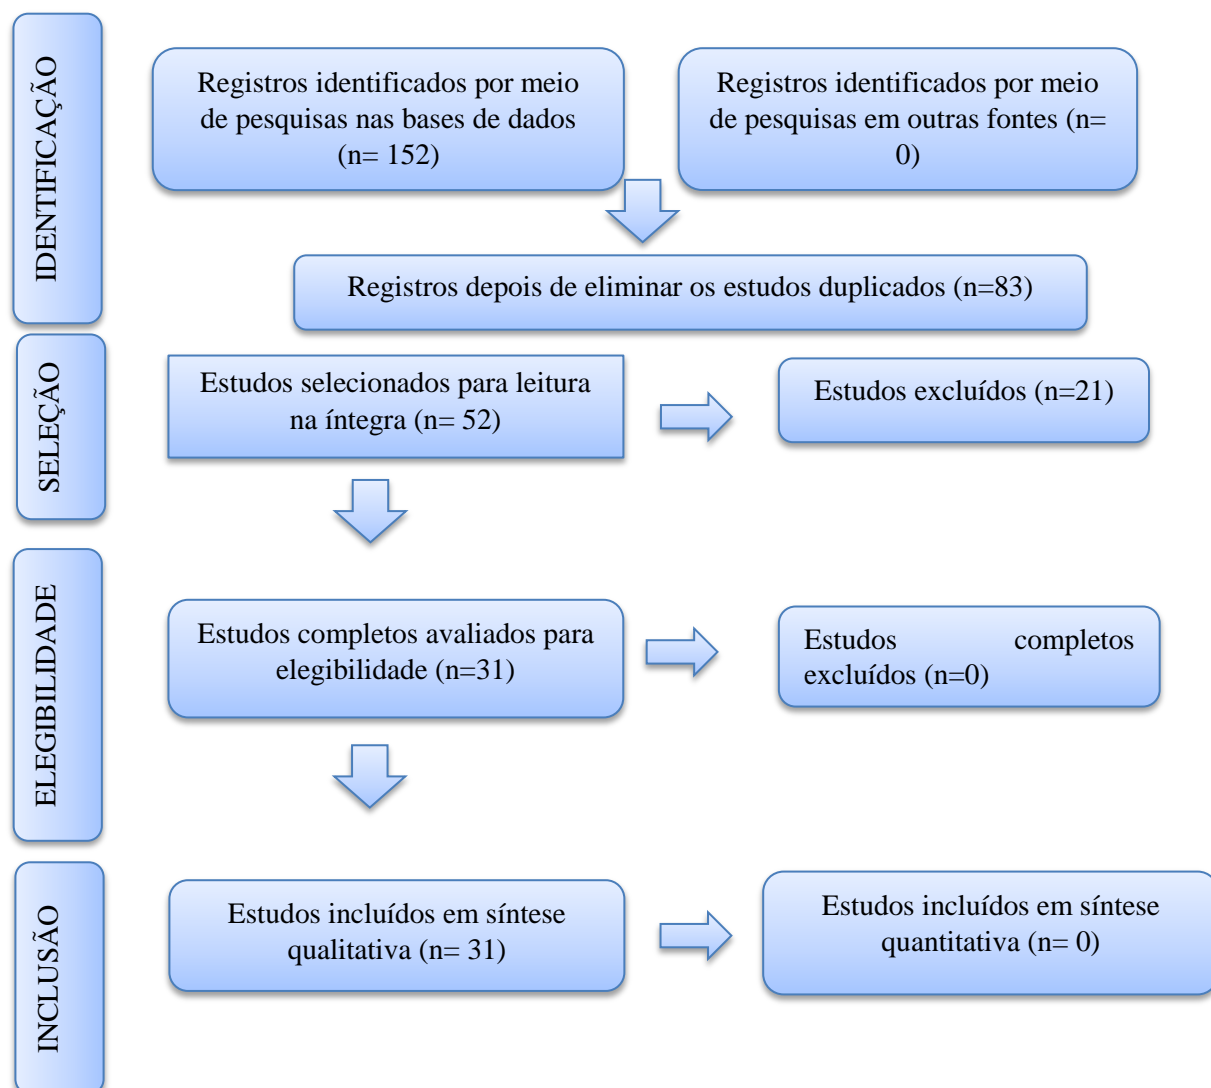 IDENTIFICAÇÃO
Registros identificados por meio
de pesquisas nas bases de dados
(n= 152)
Registros identificados por meio
de pesquisas em outras fontes (n=
0)
Registros depois de eliminar os estudos duplicados (n=83)
SELEÇÃO
Estudos selecionados para leitura
na íntegra (n= 52)
Estudos excluídos (n=21)
ELEGIBILIDADE
Estudos completos avaliados para
elegibilidade (n=31)
Estudos completos
excluídos (n=0)
INCLUSÃO
Estudos incluídos em síntese
qualitativa (n= 31)
Estudos incluídos em síntese
quantitativa (n= 0)